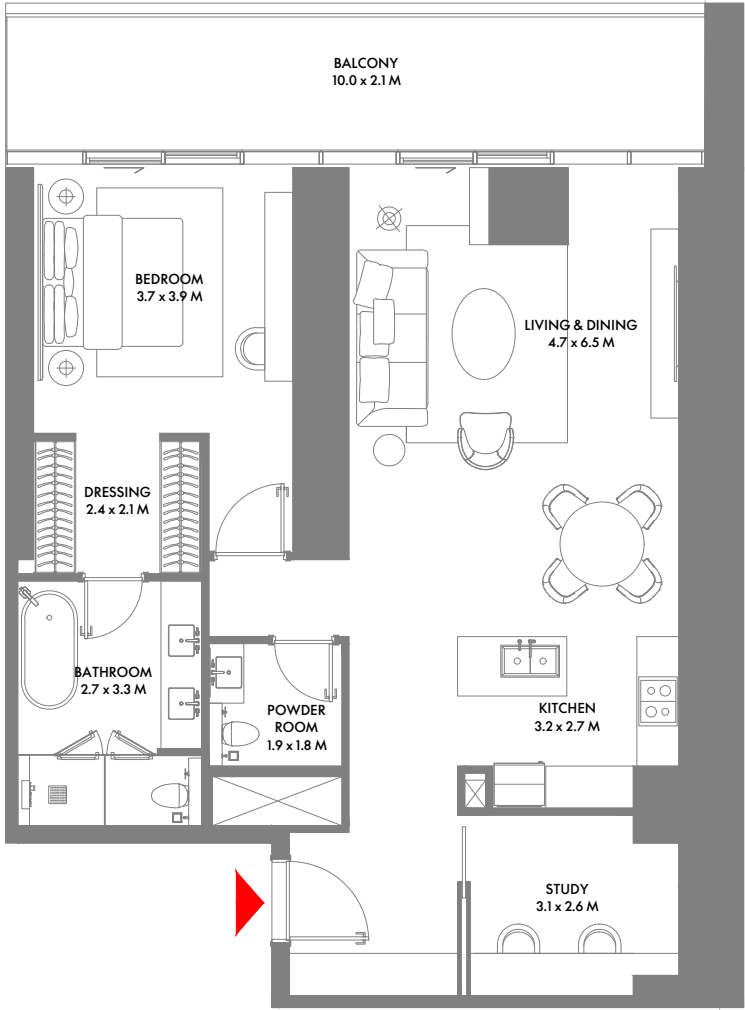 BALCONY
10.0 x 2.1 M
BEDROOM
3.7 x 3.9 M
LIVING & DINING
4.7 x 6.5 M
DRESSING
2.4 x 2.1 M
BATHROOM
2.7 x 3.3 M
POWDER
ROOM
1.9 x 1.8 M
KITCHEN
3.2 x 2.7 M
STUDY
3.1 x 2.6 M